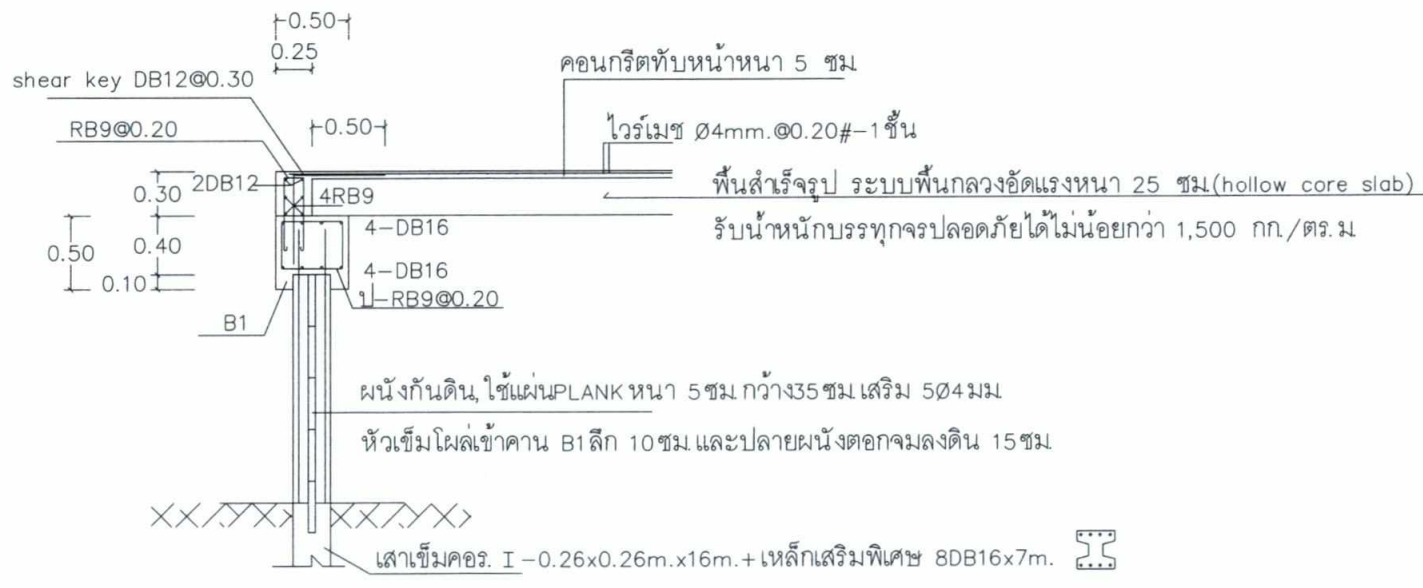 0.50
0.25
คอนกรีตทับหน้าหนา 5 ซม
shear key DB12@0.30
RB9@0.20
0.50
ไวร์เมช Ø4mm.@0.20#-1ชั้น
2DB12
4RB9
พื้นสำเร็จรูป ระบบพื้นกลวงอัดแรงหนา 25 ซม.(hollow core slab)
0.30
4-DB16
รับน้ำหนักบรรทุกจรปลอดภัยได้ไม่น้อยกว่า 1,500 กก./ตร.ม
0.50
0.40
4-DB16
0.10
ป-RB9@0.20
B1
ผนังกันดิน, ใช้แผ่นPLANK หนา 5ซม กว้าง35ซม เสริม 5Ø4มม
หัวเข็มโผล่เข้าคาน B1ลึก 10ซม.และปลายผนังตอกจมลงดิน 15ซม
เสาเข็มคอร. I-0.26x0.26m.x16m.+เหล็กเสริมพิเศษ 8DB16x7m.